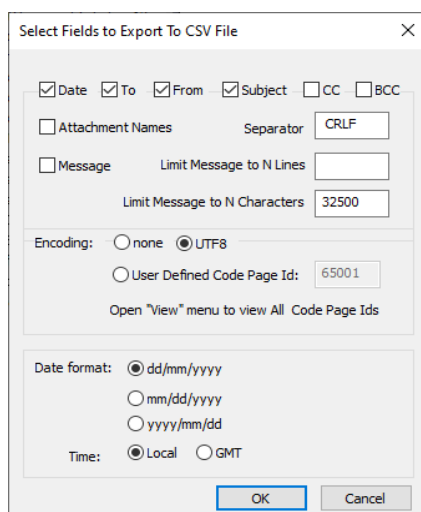 Select Fields to Export To CSV File
Date To From Subject CC BCC
Attachment Names Separator CRLF
Message Limit Message to N Lines
Limit Message to N Characters 32500
Encoding: none UTF8
User Defined Code Page Id: 65001
Open "View" menu to view All Code Page Ids
Date format: dd/mm/yyyy
mm/dd/yyyy
yyyy/mm/dd
Time: Local GMT
OK Cancel